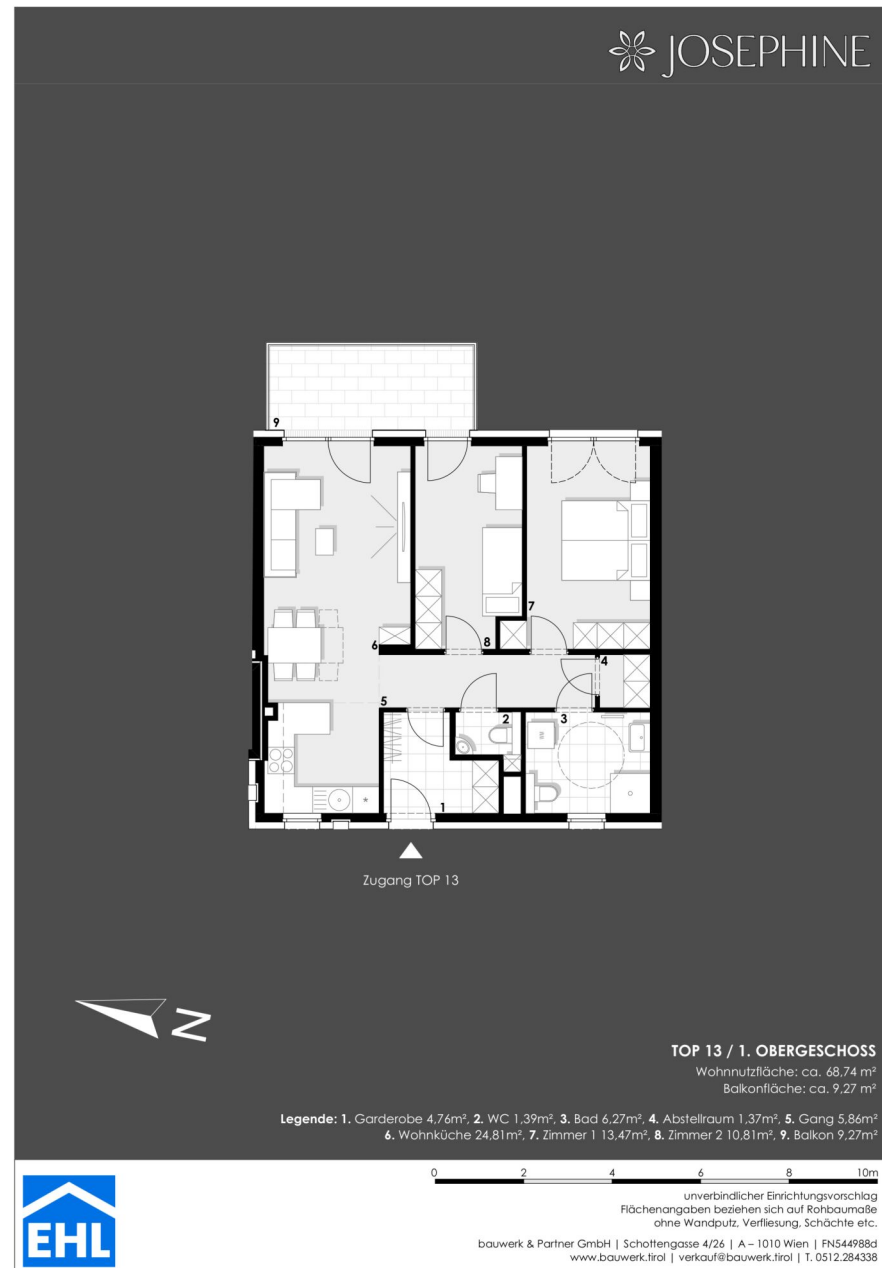 JOSEPHINE
9
6
8
7
4
5
2
3
1
Zugang TOP 13
N
TOP 13 / 1. OBERGESCHOSS
Wohnnutzfläche: ca. 68,74 m²
Balkonfläche: ca. 9,27 m²
Legende: 1. Garderobe 4,76m², 2. WC 1,39m², 3. Bad 6,27m², 4. Abstellraum 1,37m², 5. Gang 5,86m²
6. Wohnküche 24,81m², 7. Zimmer 1 13,47m², 8. Zimmer 2 10,81m², 9. Balkon 9,27m²
0 2 4 6 8 10m
unverbindlicher Einrichtungsvorschlag
Flächenangaben beziehen sich auf Rohbaumaße
ohne Wandputz, Verfliesung, Schächte etc.
EHL
bauwerk & Partner GmbH | Schottengasse 4/26 | A – 1010 Wien | FN544988d
www.bauwerk.tirol | verkauf@bauwerk.tirol | T. 0512.284338